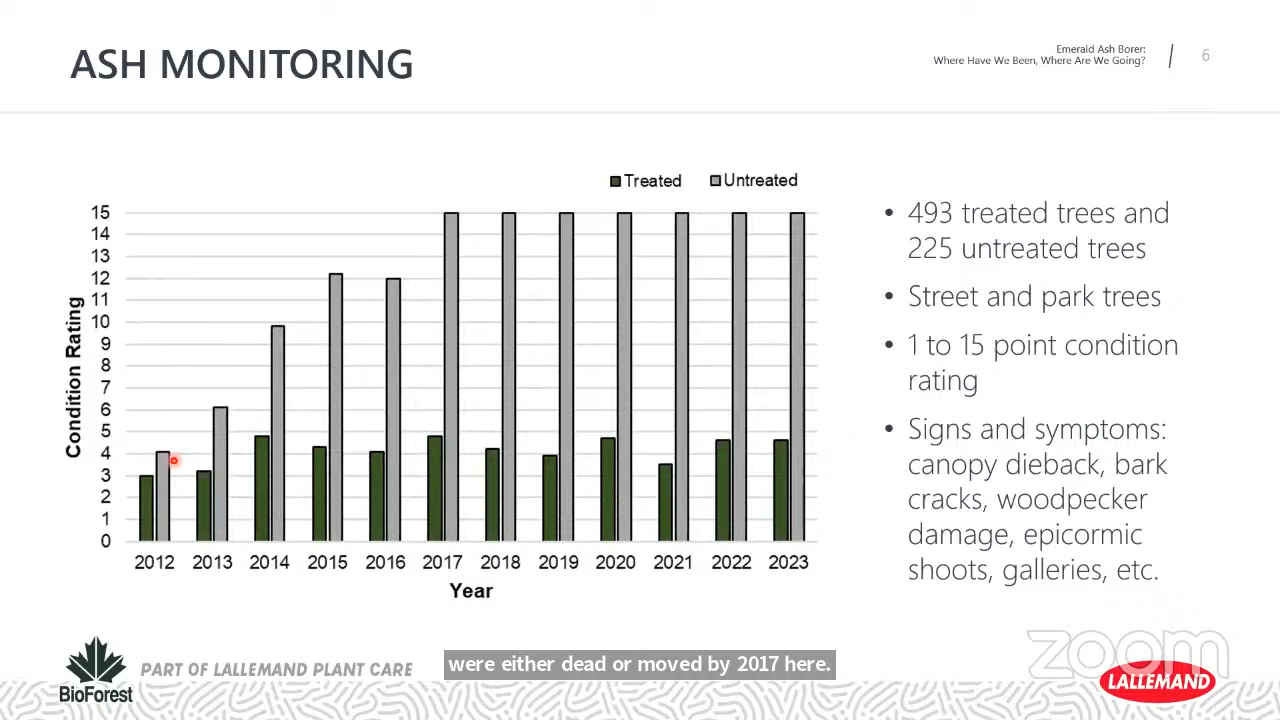 ASH MONITORING
Emerald Ash Borer:
Where Have We Been, Where Are We Going?
6
Treated
Untreated
15
14
13
12
11
10
9
8
7
6
5
4
3
2
1
0
Condition Rating
2012 2013 2014 2015 2016 2017 2018 2019 2020 2021 2022 2023
Year
• 493 treated trees and
225 untreated trees
• Street and park trees
• 1 to 15 point condition
rating
• Signs and symptoms:
canopy dieback, bark
cracks, woodpecker
damage, epicormic
shoots, galleries, etc.
BioForest
PART OF LALLEMAND PLANT CARE
were either dead or moved by 2017 here.
zoom
LALLEMAND